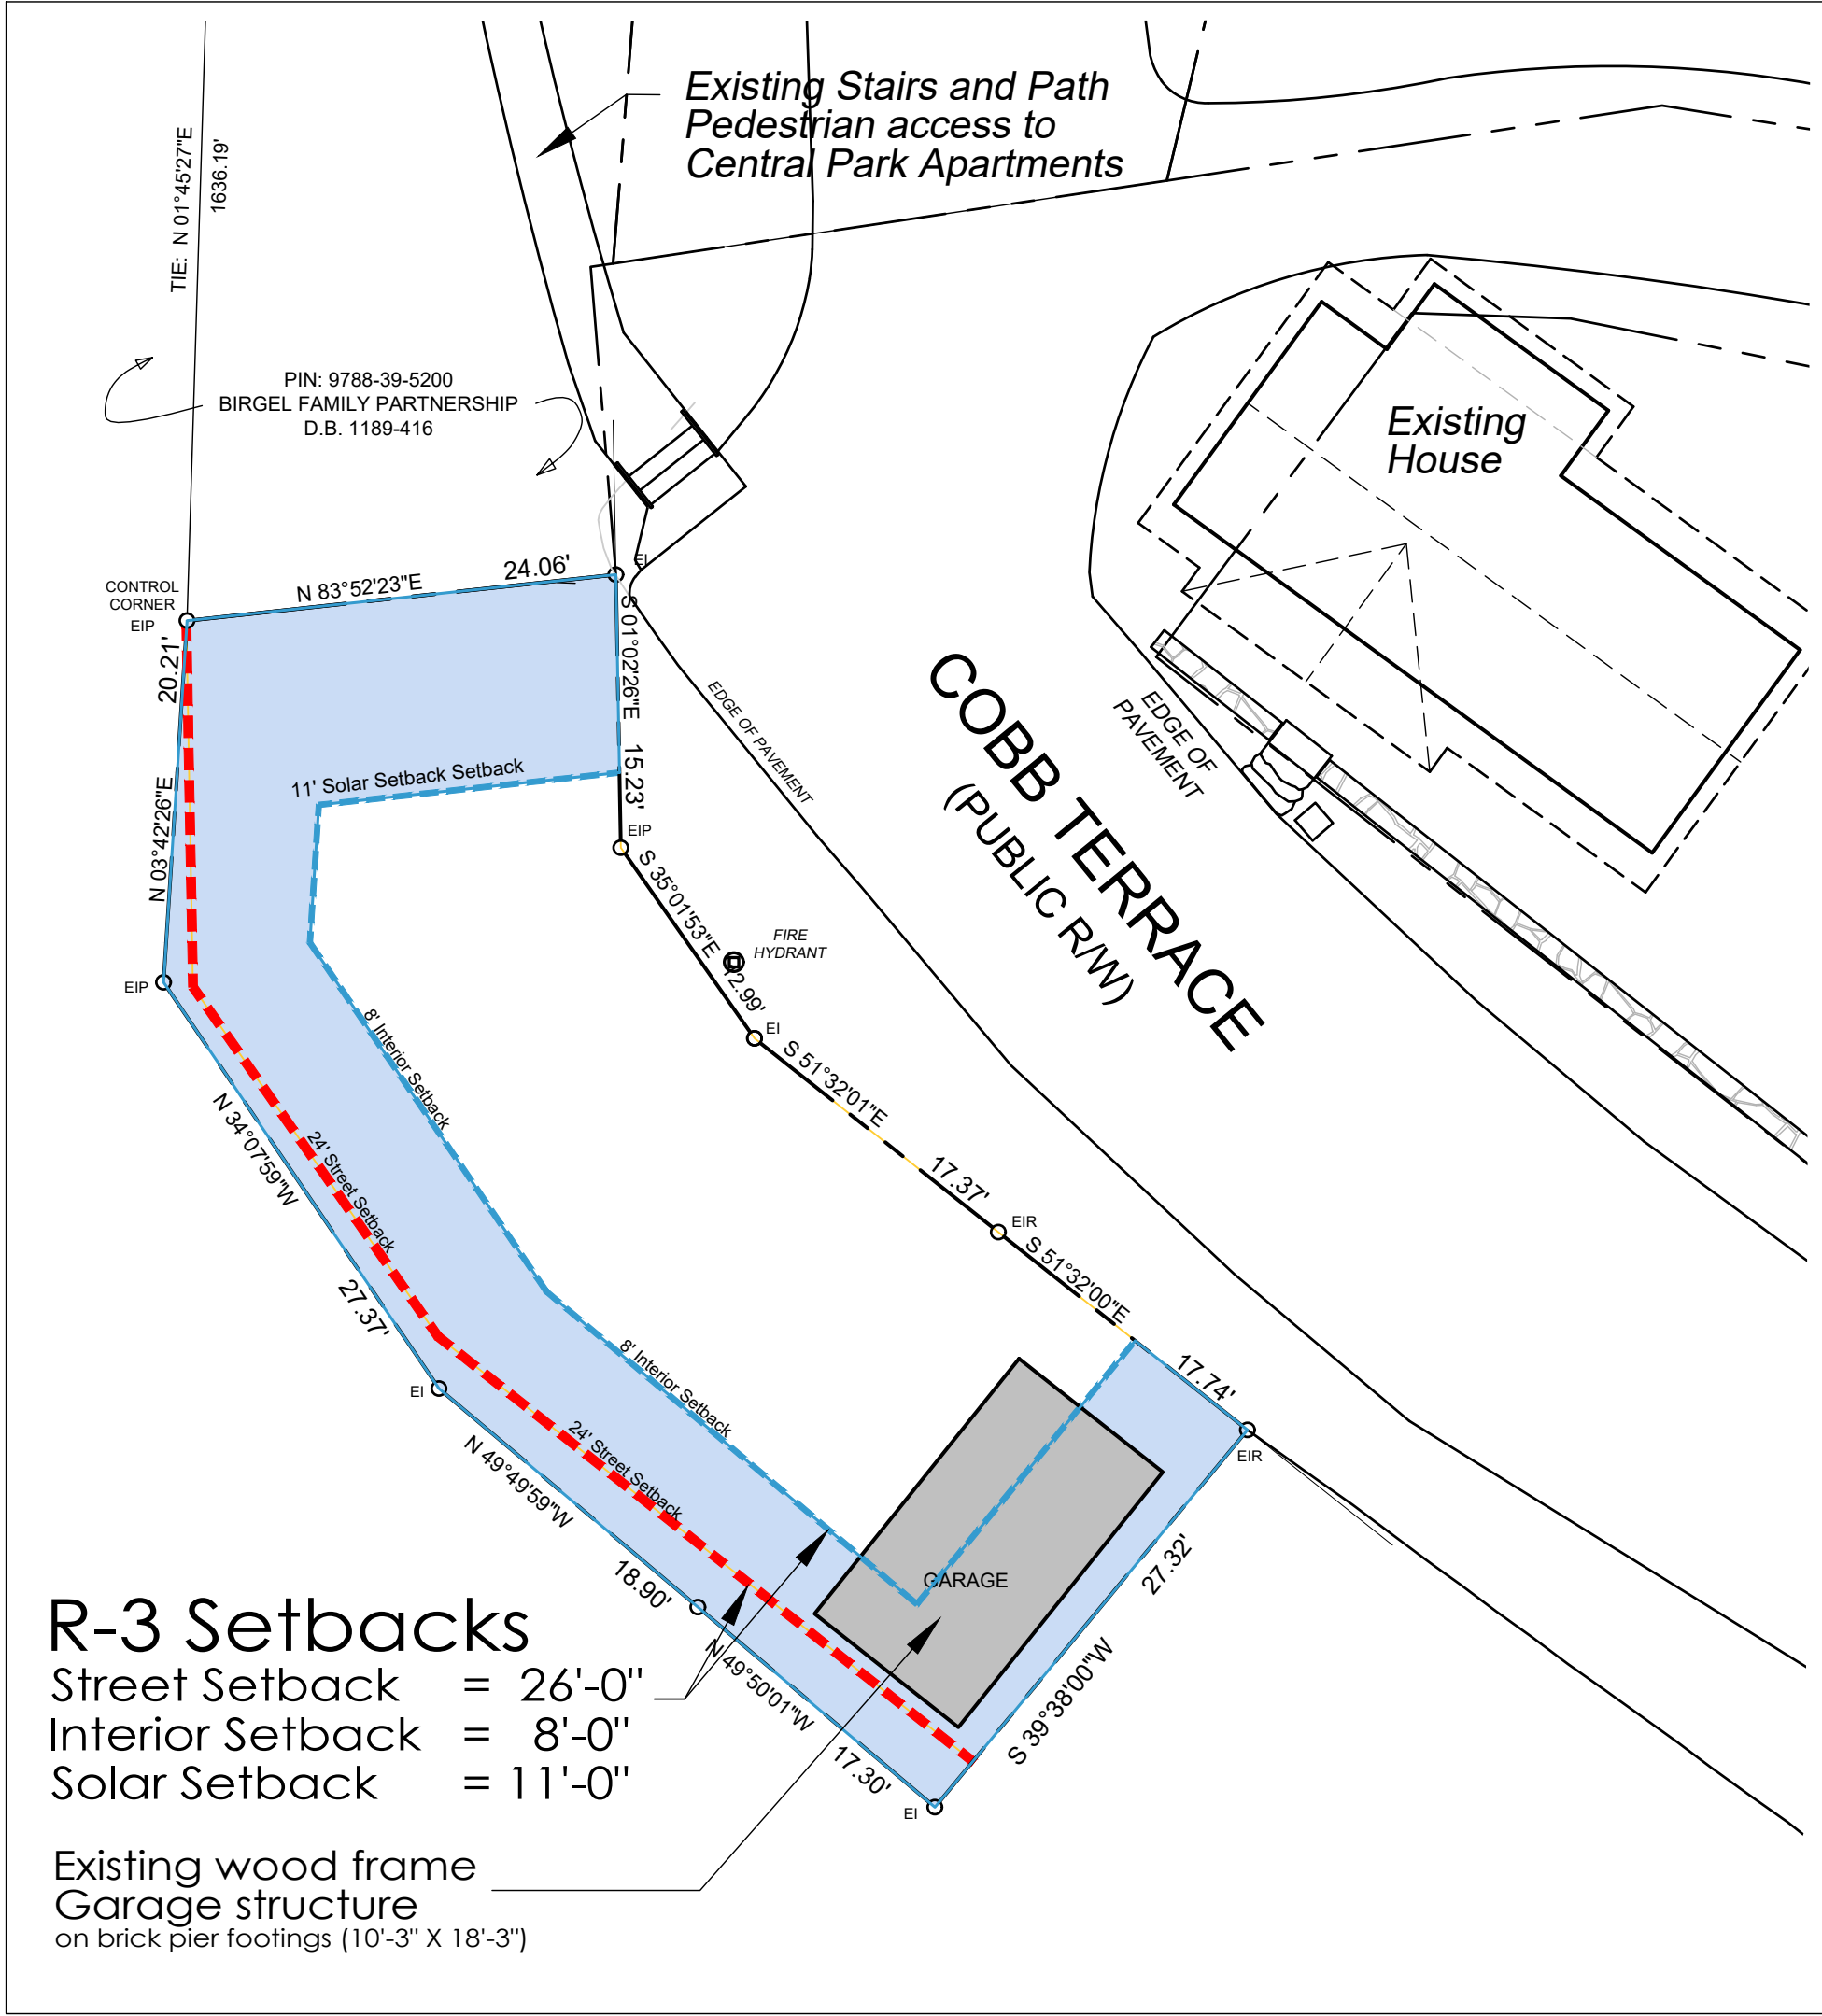 Existing Stairs and Path
Pedestrian access to
Central Park Apartments
TIE: N 01°45'27"E
1636.19'
PIN: 9788-39-5200
BIRGEL FAMILY PARTNERSHIP
D.B. 1189-416
Existing
House
CONTROL
CORNER
EIP
N 83°52'23"E
24.06'
EI
20.21'
N 03°42'26"E
S 01°02'26"E
15.23'
11' Solar Setback Setback
EIP
EDGE OF PAVEMENT
COBB TERRACE
(PUBLIC R/W)
EDGE OF
PAVEMENT
S 35°01'53"E
12.99'
FIRE
HYDRANT
EIP
EI
S 51°32'01"E
17.37'
EIR
S 51°32'00"E
17.74'
EIR
8' Interior Setback
24' Street Setback
N 34°07'59"W
27.37'
EI
8' Interior Setback
24' Street Setback
N 49°49'59"W
18.90'
GARAGE
27.32'
S 39°38'00"W
N 49°50'01"W
17.30'
EI
R-3 Setbacks
Street Setback = 26'-0"
Interior Setback = 8'-0"
Solar Setback = 11'-0"
Existing wood frame
Garage structure
on brick pier footings (10'-3" X 18'-3")